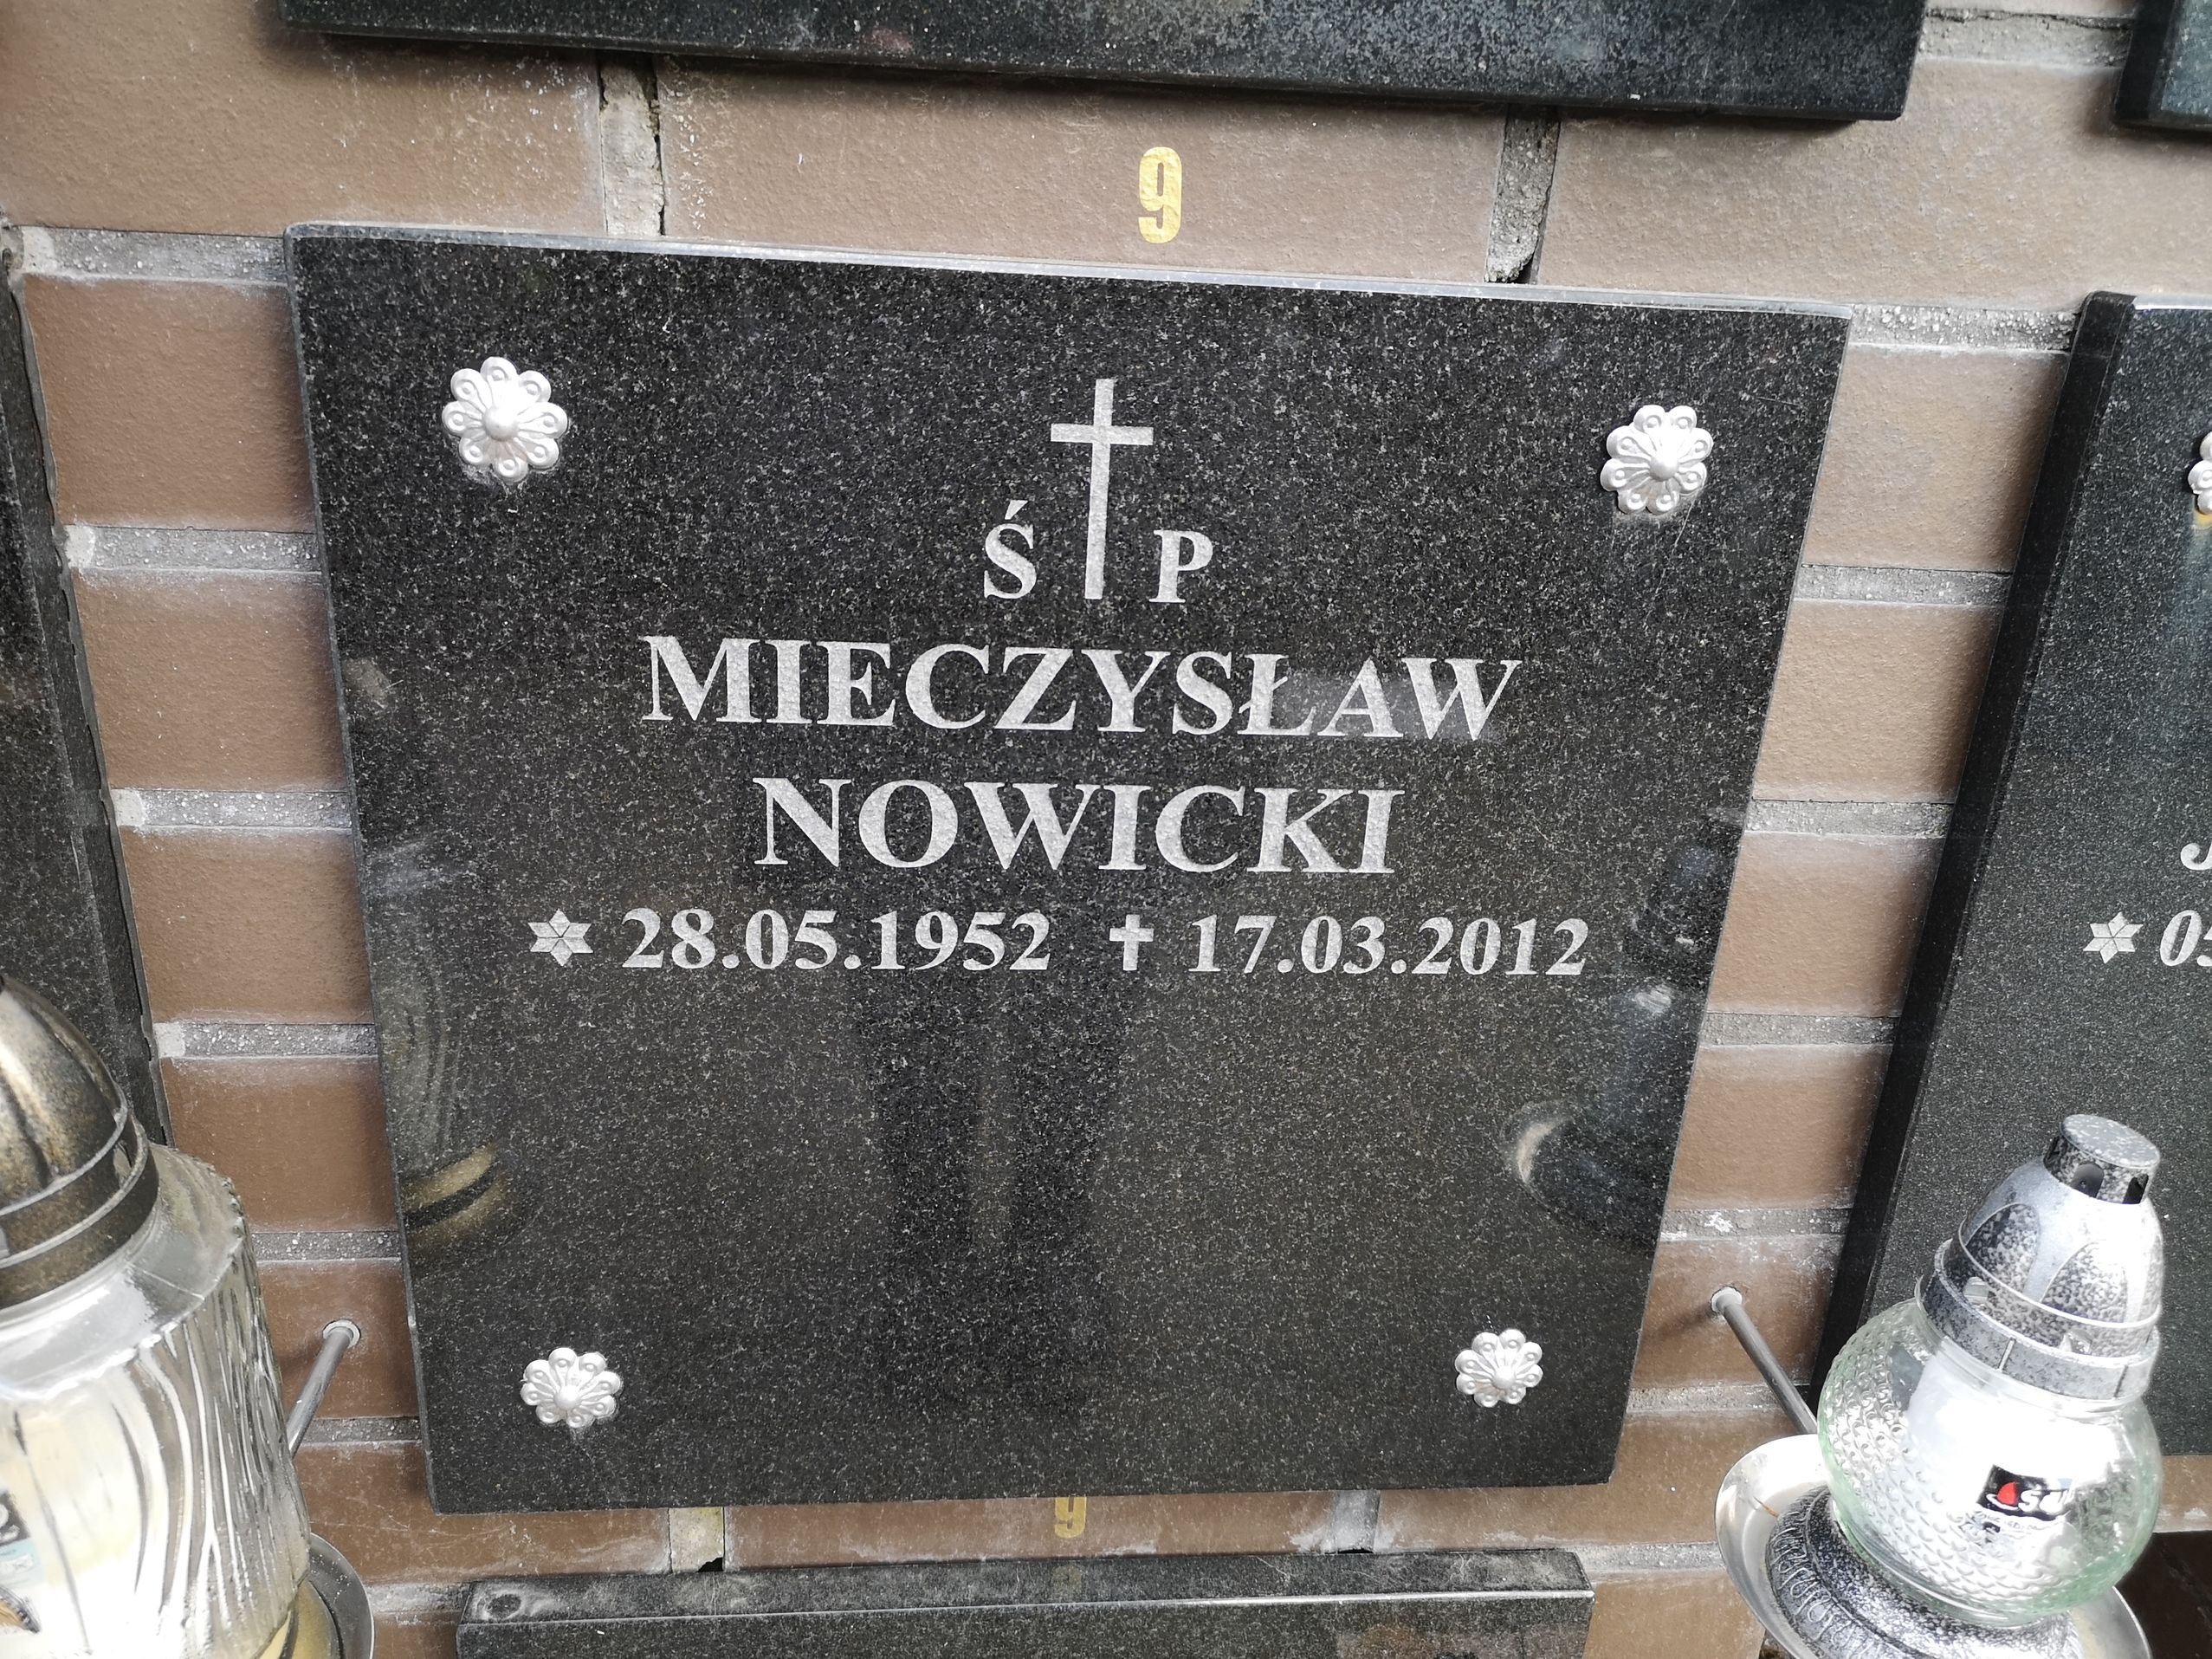 9
Ś P
MIECZYSŁAW
NOWICKI
28.05.1952 ✝ 17.03.2012
9